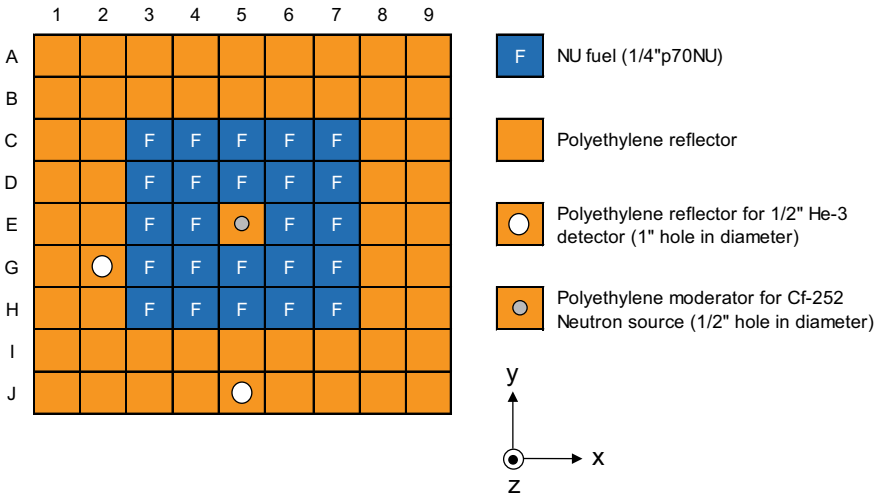 1 2 3 4 5 6 7 8 9
A
B
C F F F F F
D F F F F F
E F F F F
G F F F F F
H F F F F F
I
J
F NU fuel (1/4"p70NU)
Polyethylene reflector
Polyethylene reflector for 1/2" He-3
detector (1" hole in diameter)
Polyethylene moderator for Cf-252
Neutron source (1/2" hole in diameter)
y
x
z